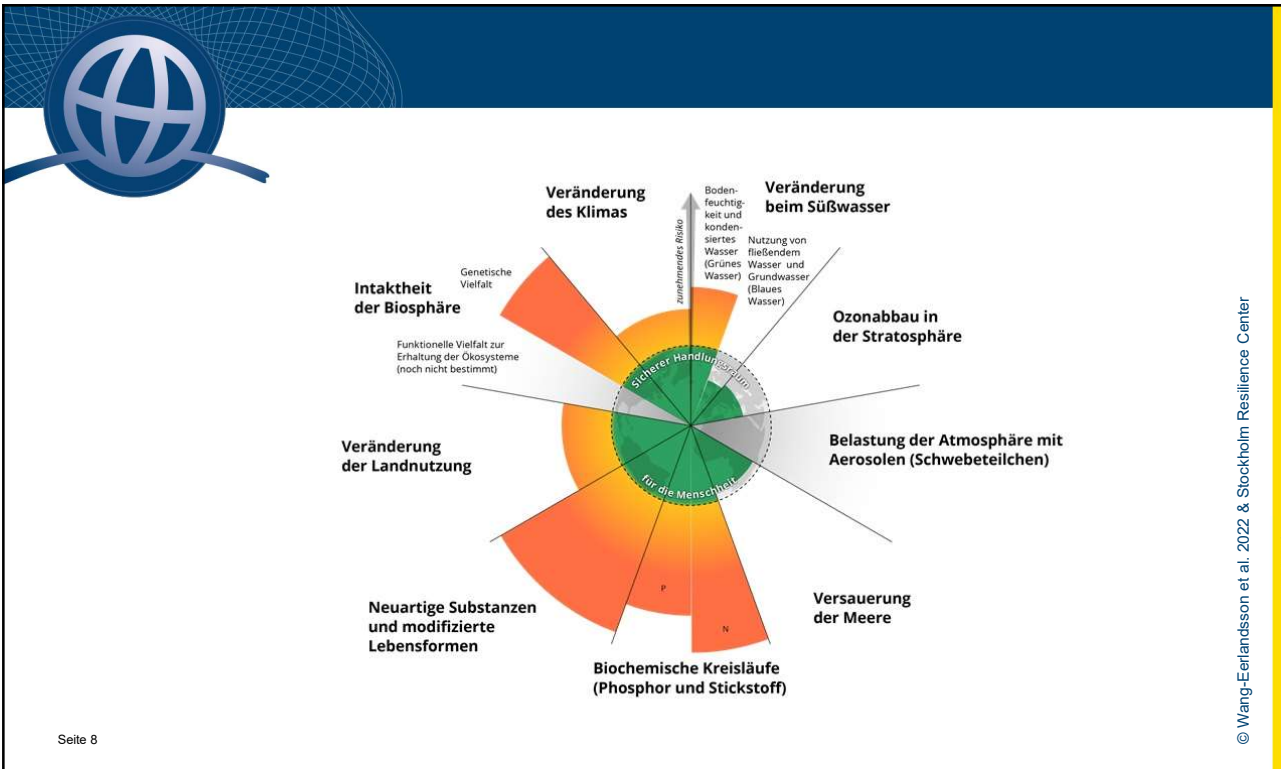 Veränderung
des Klimas
zunehmendes Risiko
Boden-
feuchtig-
keit und
konden-
siertes
Wasser
(Grünes
Wasser)
Veränderung
beim Süßwasser
Nutzung von
fließendem
Wasser und
Grundwasser
(Blaues
Wasser)
Intaktheit
der Biosphäre
Genetische
Vielfalt
Funktionelle Vielfalt zur
Erhaltung der Ökosysteme
(noch nicht bestimmt)
Ozonabbau in
der Stratosphäre
Sicherer Handlungsraum
für die Menschheit
Veränderung
der Landnutzung
Belastung der Atmosphäre mit
Aerosolen (Schwebeteilchen)
P
N
Neuartige Substanzen
und modifizierte
Lebensformen
Versauerung
der Meere
Biochemische Kreisläufe
(Phosphor und Stickstoff)
© Wang-Eerlandsson et al. 2022 & Stockholm Resilience Center
Seite 8